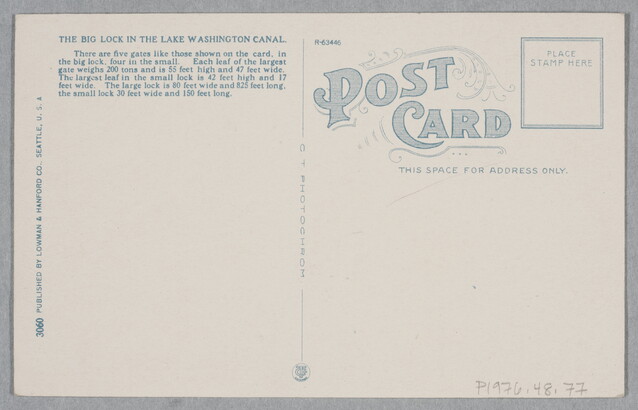 THE BIG LOCK IN THE LAKE WASHINGTON CANAL.
There are five gates like those shown on the card, in
the big lock, four in the small. Each leaf of the largest
gate weighs 200 tons and is 55 feet high and 47 feet wide.
The largest leaf in the small lock is 42 feet high and 17
feet wide. The large lock is 80 feet wide and 825 feet long,
the small lock 30 feet wide and 150 feet long.
3060 PUBLISHED BY LOWMAN & HANFORD CO., SEATTLE, U. S. A
R-63446
POST
CARD
PLACE
STAMP HERE
THIS SPACE FOR ADDRESS ONLY.
C T PHOTOCHROM
P1976.48.77